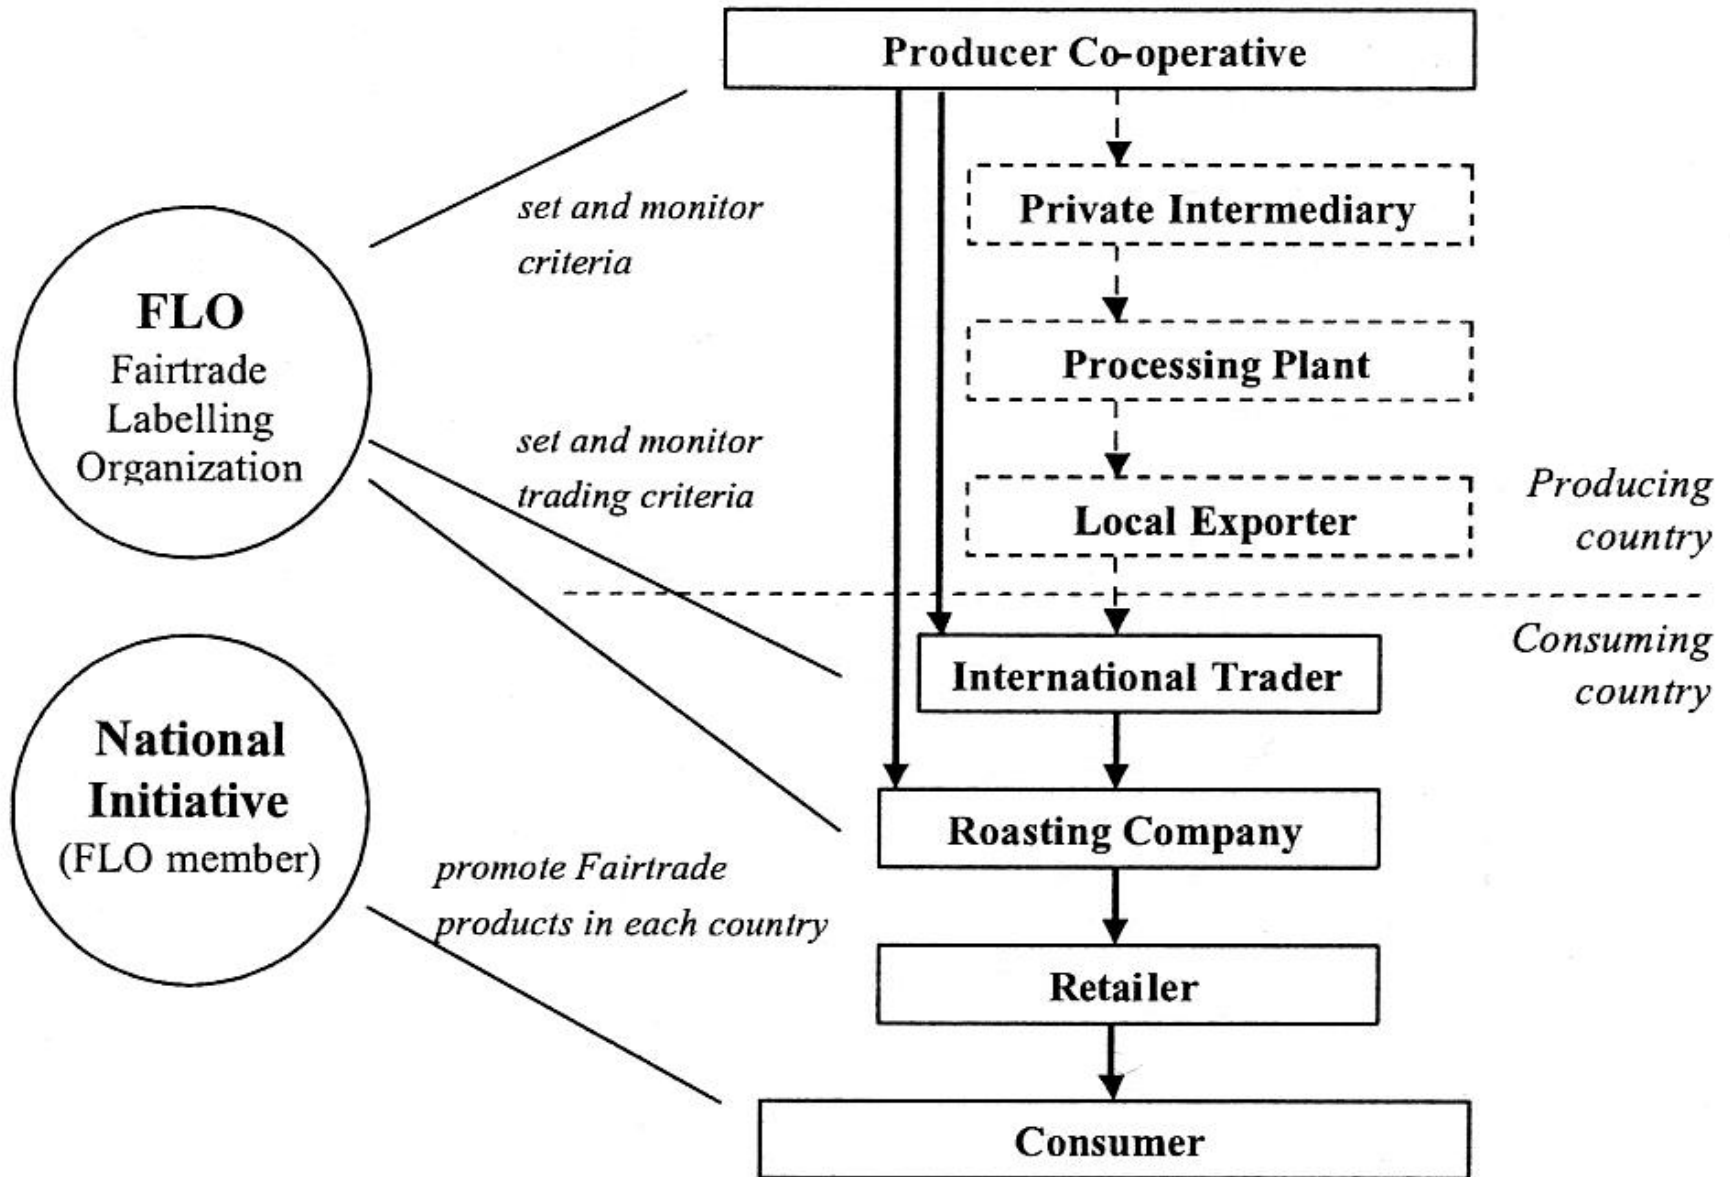 Producer Co-operative
set and monitor
criteria
Private Intermediary
FLO
Fairtrade
Labelling
Organization
Processing Plant
set and monitor
trading criteria
Local Exporter
Producing
country
Consuming
country
International Trader
National
Initiative
(FLO member)
Roasting Company
promote Fairtrade
products in each country
Retailer
Consumer